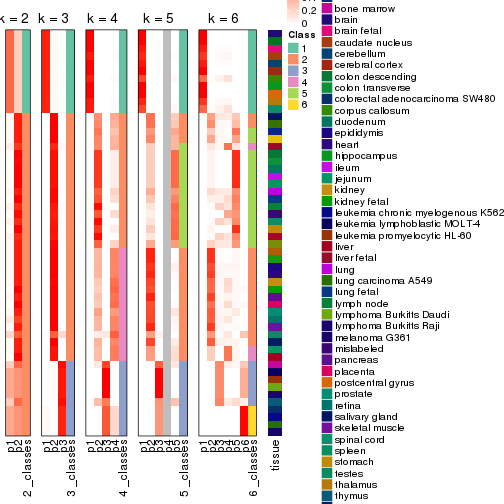 k = 2
k = 3
k = 4
k = 5
k = 6
0.2
0
Class
1
2
3
4
5
6
bone marrow
brain
brain fetal
caudate nucleus
cerebellum
cerebral cortex
colon descending
colon transverse
colorectal adenocarcinoma SW480
corpus callosum
duodenum
epididymis
heart
hippocampus
ileum
jejunum
kidney
kidney fetal
leukemia chronic myelogenous K562
leukemia lymphoblastic MOLT-4
leukemia promyelocytic HL-60
liver
liver fetal
lung
lung carcinoma A549
lung fetal
lymph node
lymphoma Burkitts Daudi
lymphoma Burkitts Raji
melanoma G361
mislabeled
pancreas
placenta
postcentral gyrus
prostate
retina
salivary gland
skeletal muscle
spinal cord
spleen
stomach
testes
thalamus
thymus
p1
p2
2_classes
p1
p2
p3
3_classes
p1
p2
p3
p4
4_classes
p1
p2
p3
p4
p5
5_classes
p1
p2
p3
p4
p5
p6
6_classes
tissue